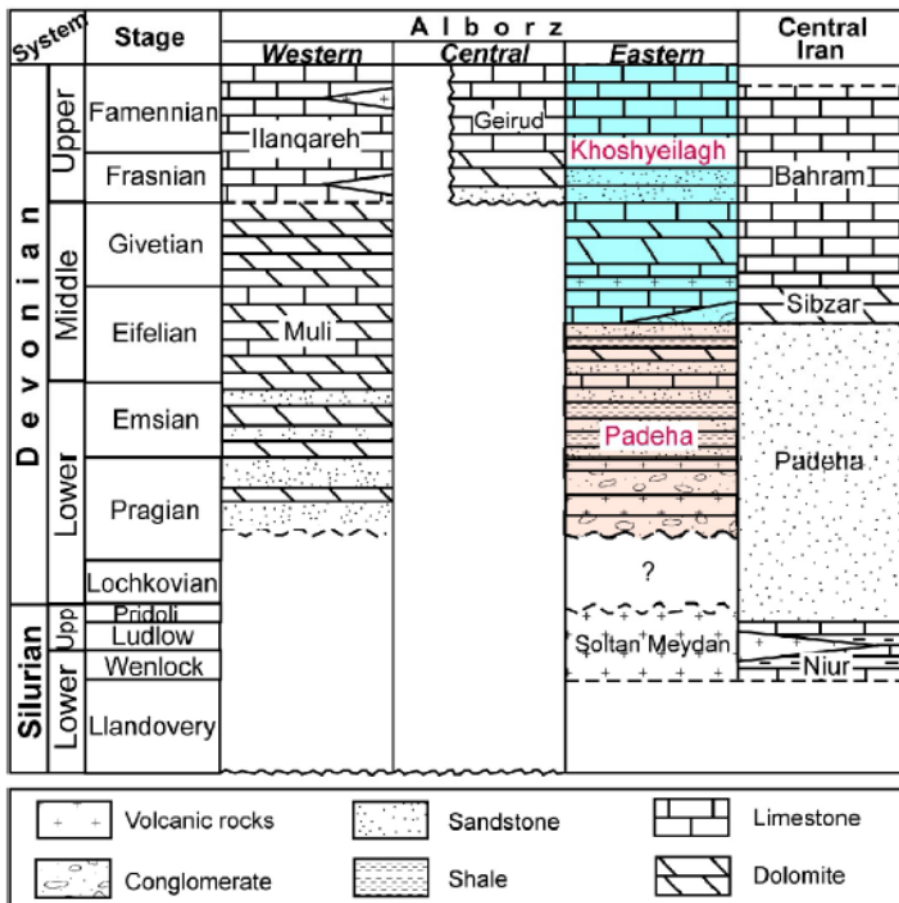 System
Stage
Alborz
Western
Central
Eastern
Central
Iran
Devonian
Upper
Famennian
Frasnian
Middle
Givetian
Eifelian
Lower
Emsian
Pragian
Lochkovian
Silurian
Upp
Pridoli
Ludlow
Lower
Wenlock
Llandovery
Ilanqareh
Muli
Geirud
Khoshyeilagh
Padeha
?
Soltan Meydan
Bahram
Sibzar
Padeha
Niur
Volcanic rocks
Sandstone
Limestone
Conglomerate
Shale
Dolomite